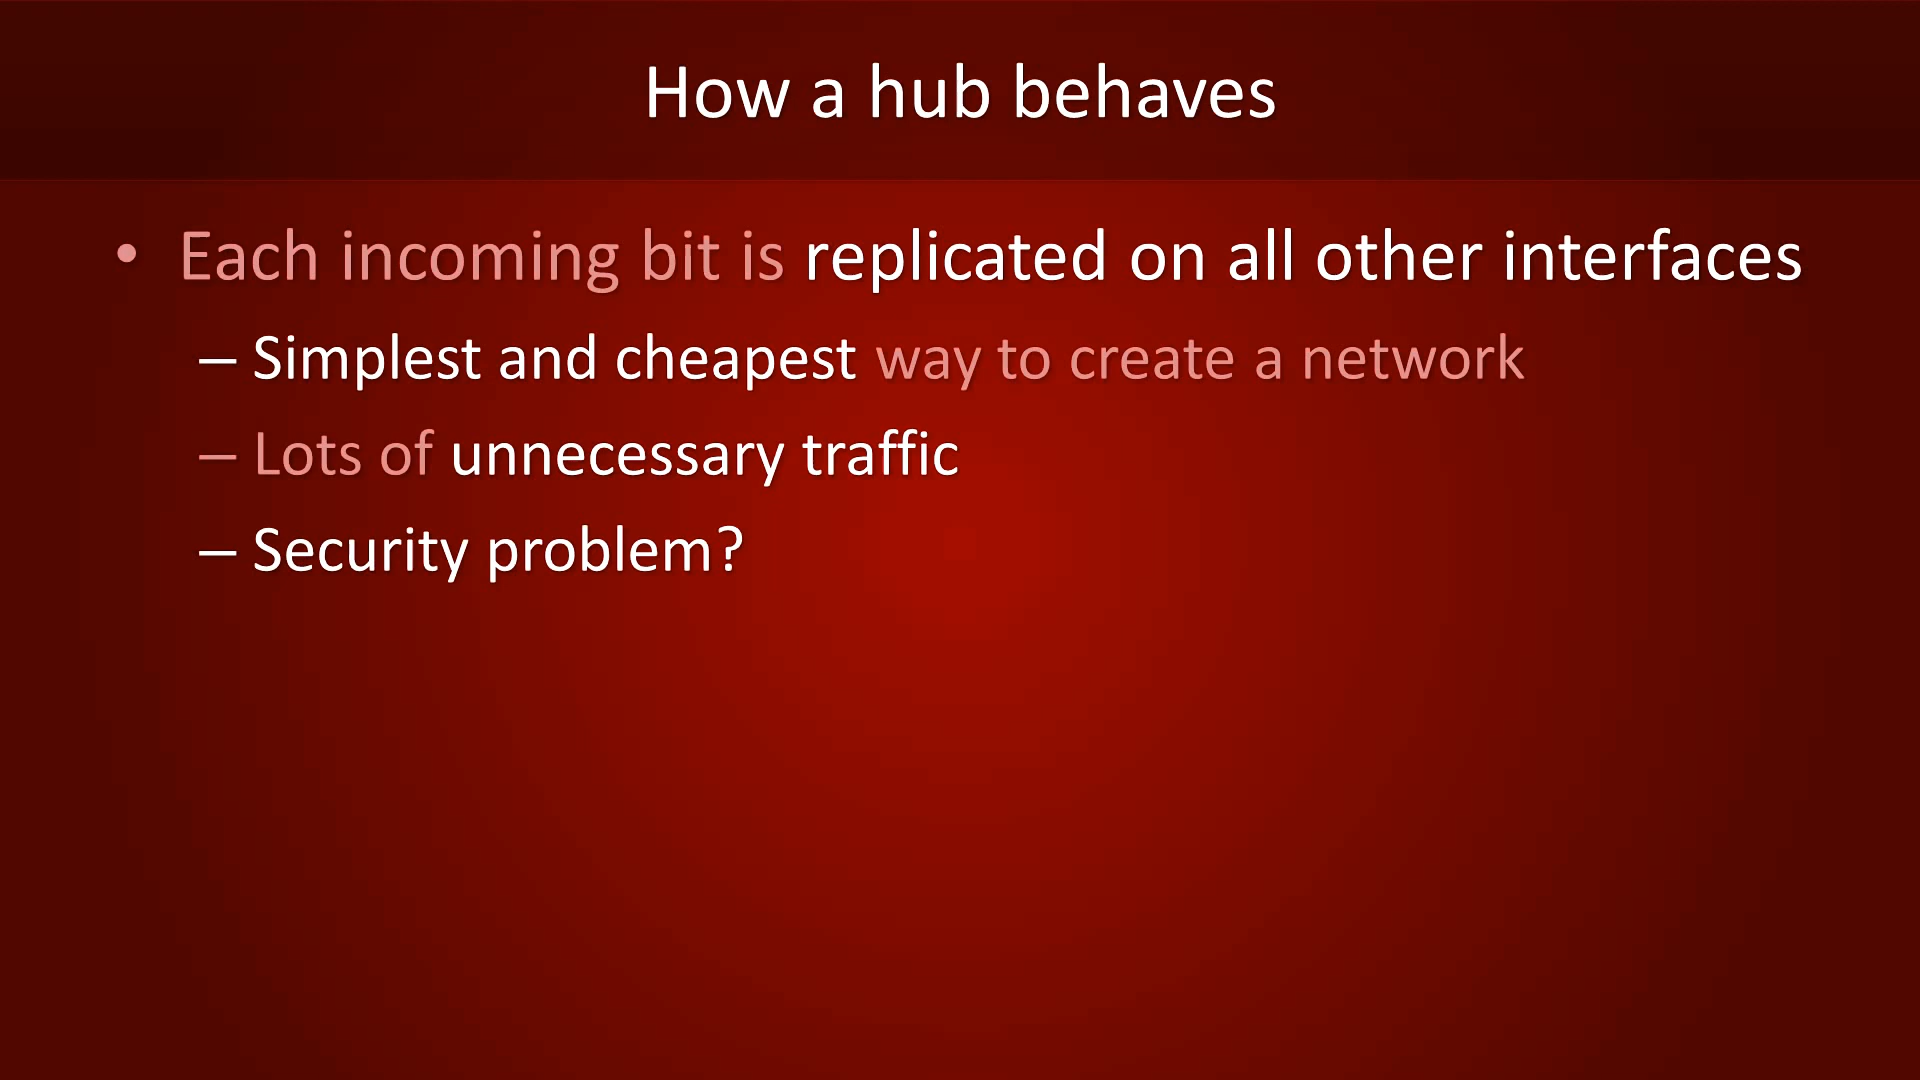 How a hub behaves
• Each incoming bit is replicated on all other interfaces
– Simplest and cheapest way to create a network
– Lots of unnecessary traffic
– Security problem?